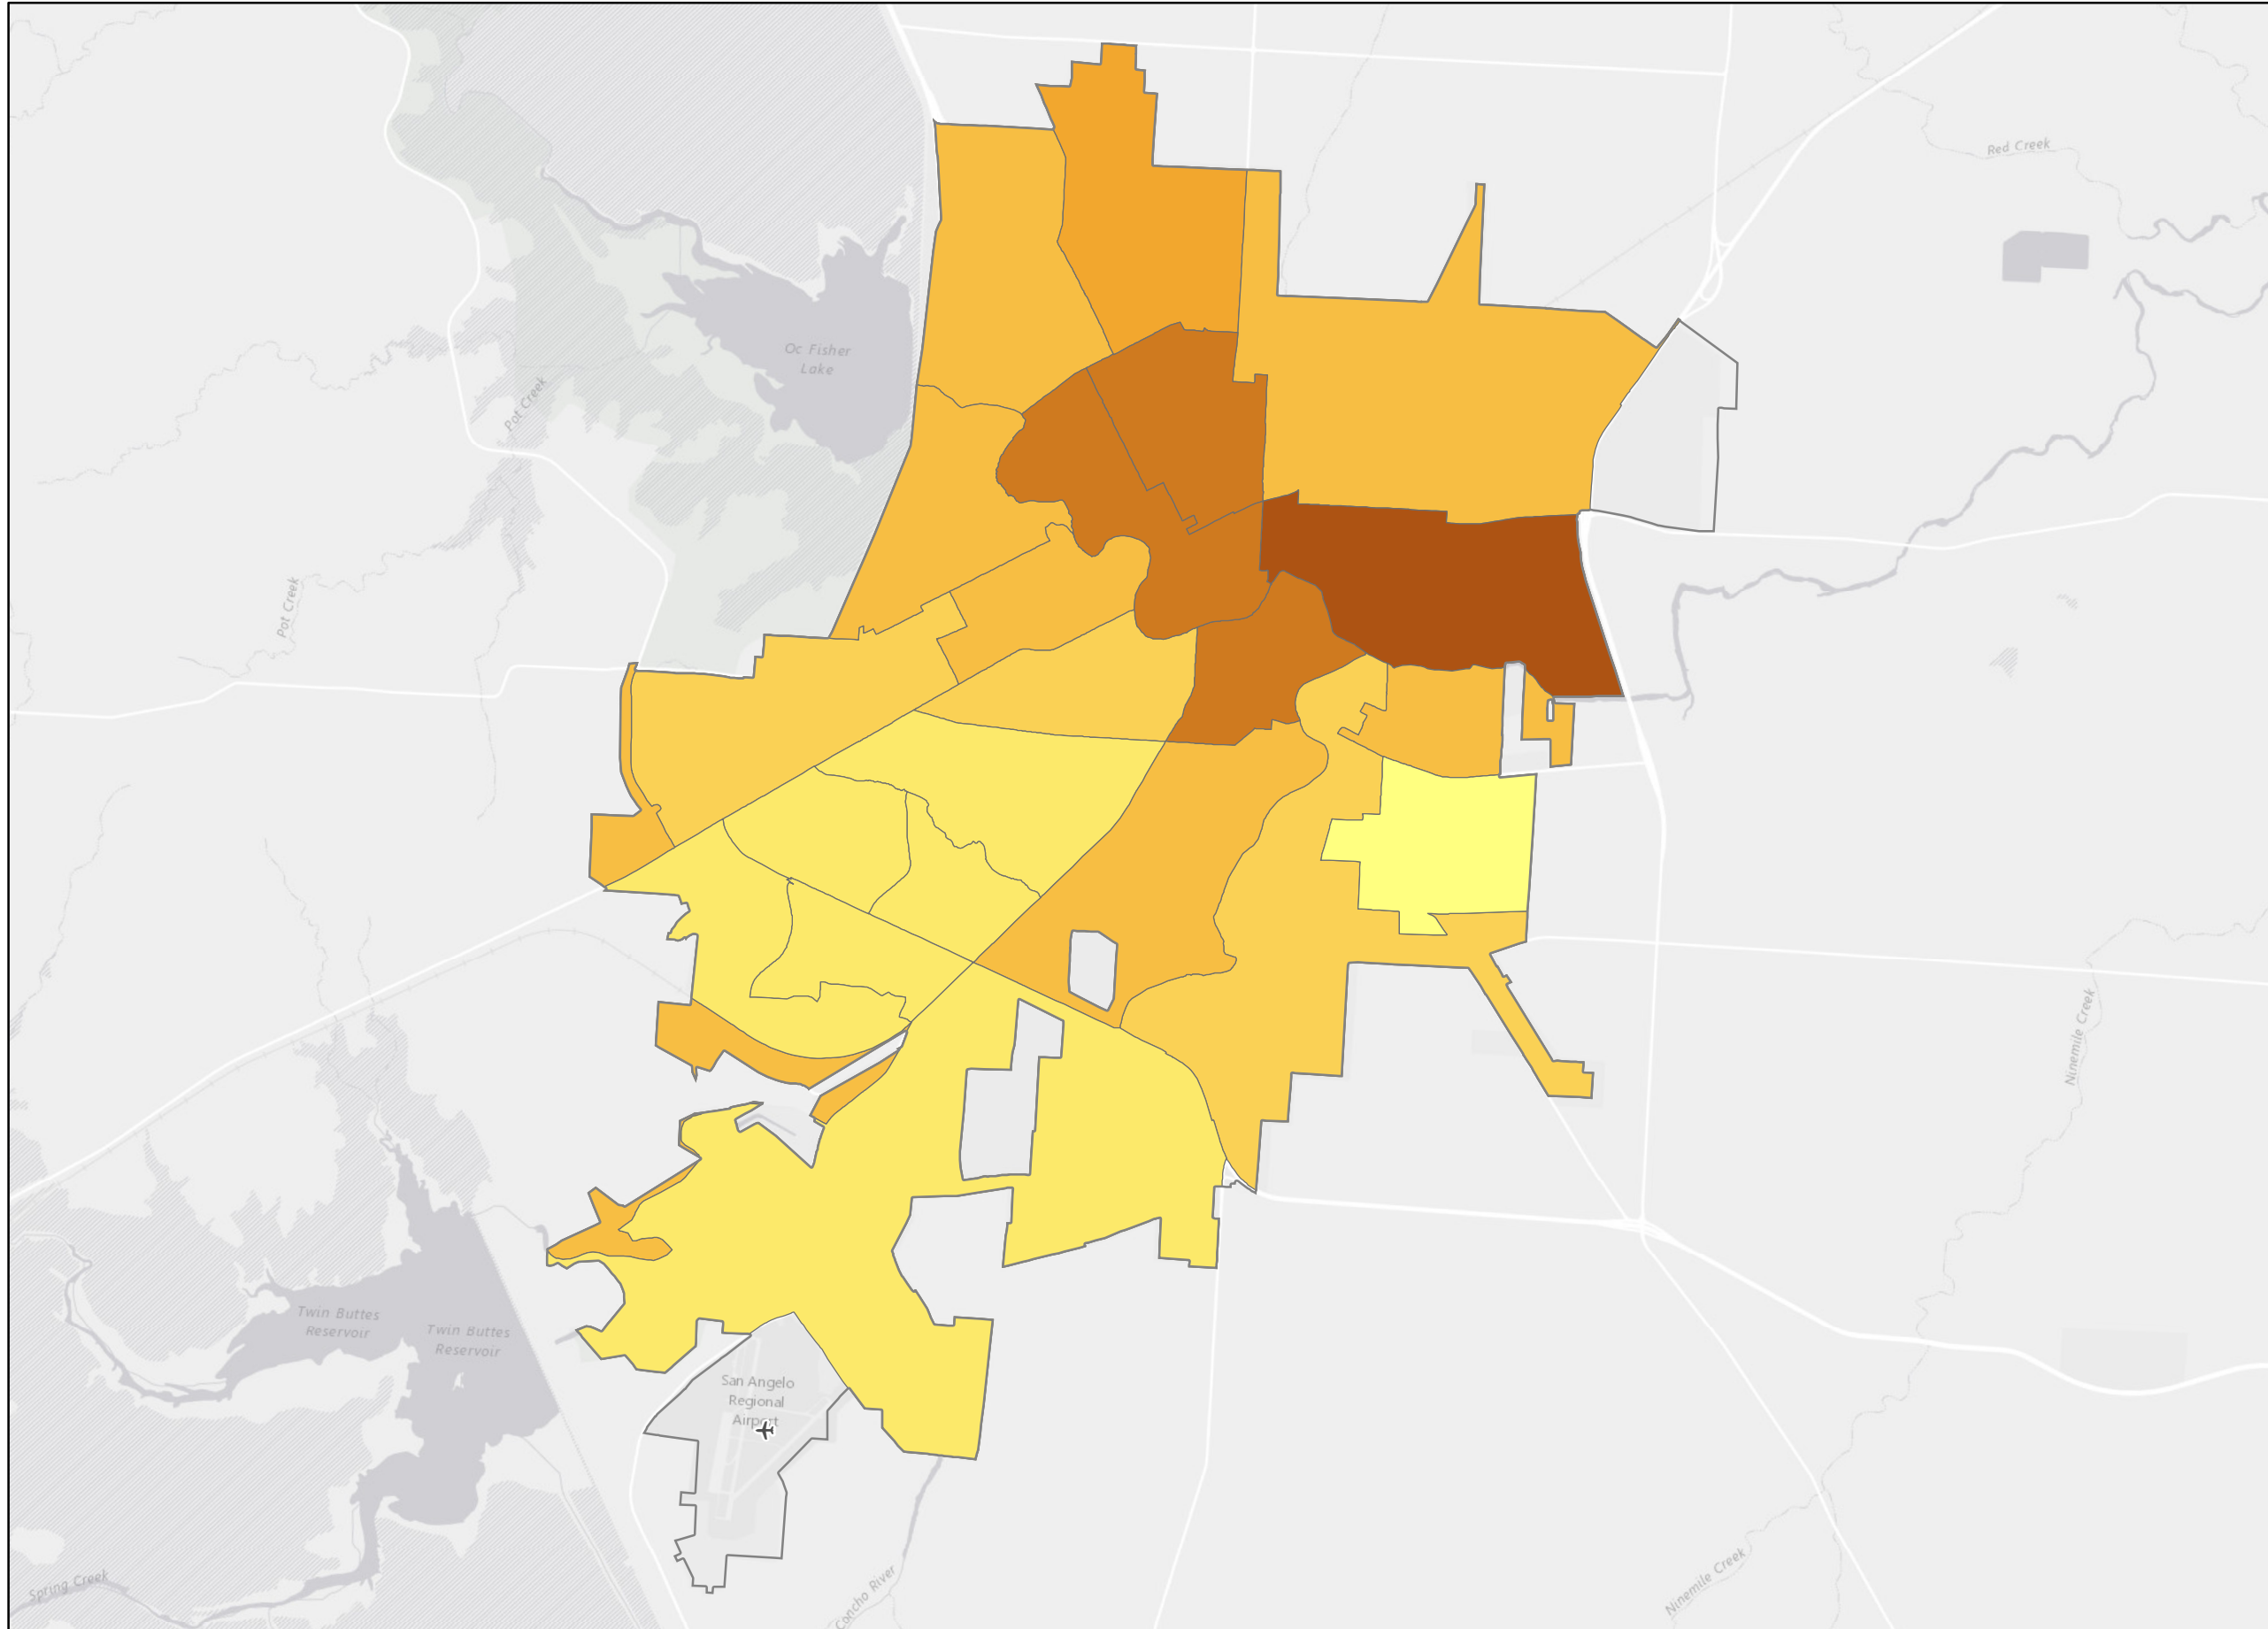 Red Creek
Oc Fisher
Lake
Pot Creek
Pot Creek
Ninemile Creek
Twin Buttes
Reservoir
Twin Buttes
Reservoir
San Angelo
Regional
Airport
Spring Creek
Concho River
Ninemile Creek